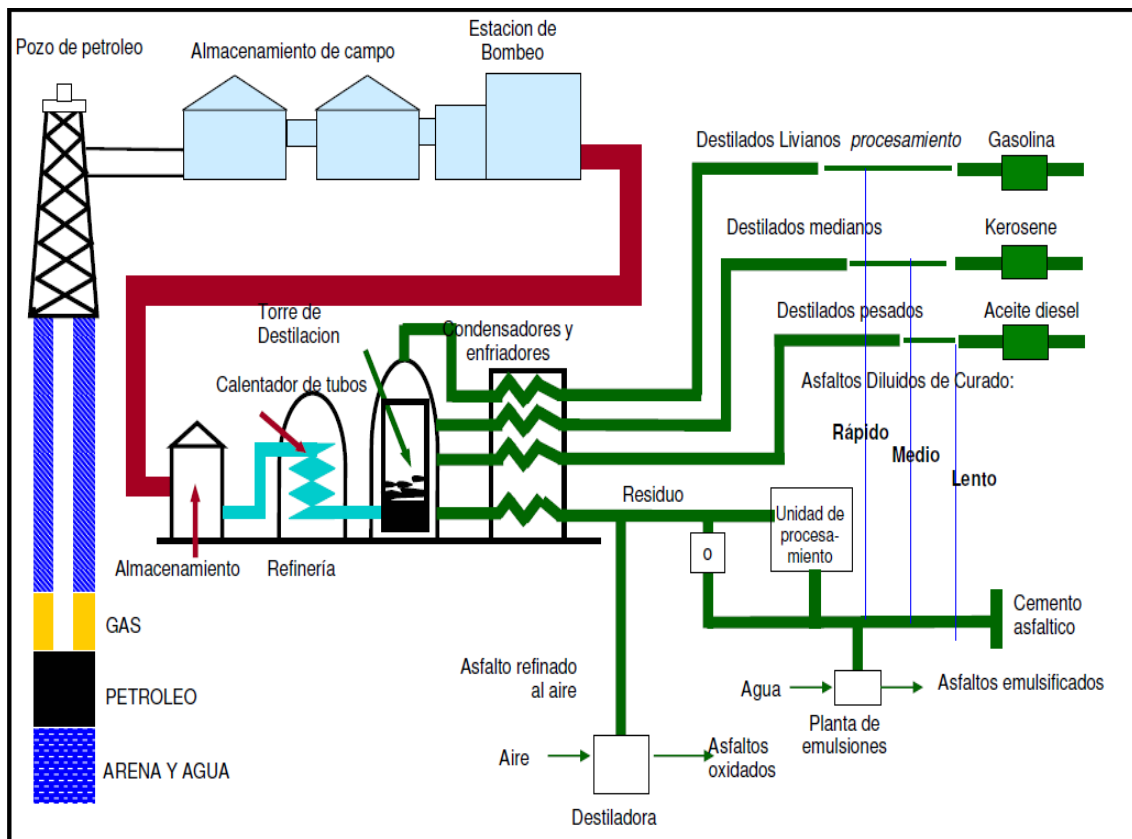 Pozo de petroleo
Almacenamiento de campo
Estacion de
Bombeo
Destilados Livianos procesamiento
Gasolina
Destilados medianos
Kerosene
Destilados pesados
Aceite diesel
Torre de
Destilacion
Condensadores y
enfriadores
Calentador de tubos
Asfaltos Diluidos de Curado:
Rápido
Medio
Lento
Residuo
Unidad de
procesa-
miento
o
Almacenamiento
Refinería
GAS
PETROLEO
ARENA Y AGUA
Cemento
asfaltico
Asfalto refinado
al aire
Agua
Asfaltos emulsificados
Planta de
emulsiones
Aire
Asfaltos
oxidados
Destiladora